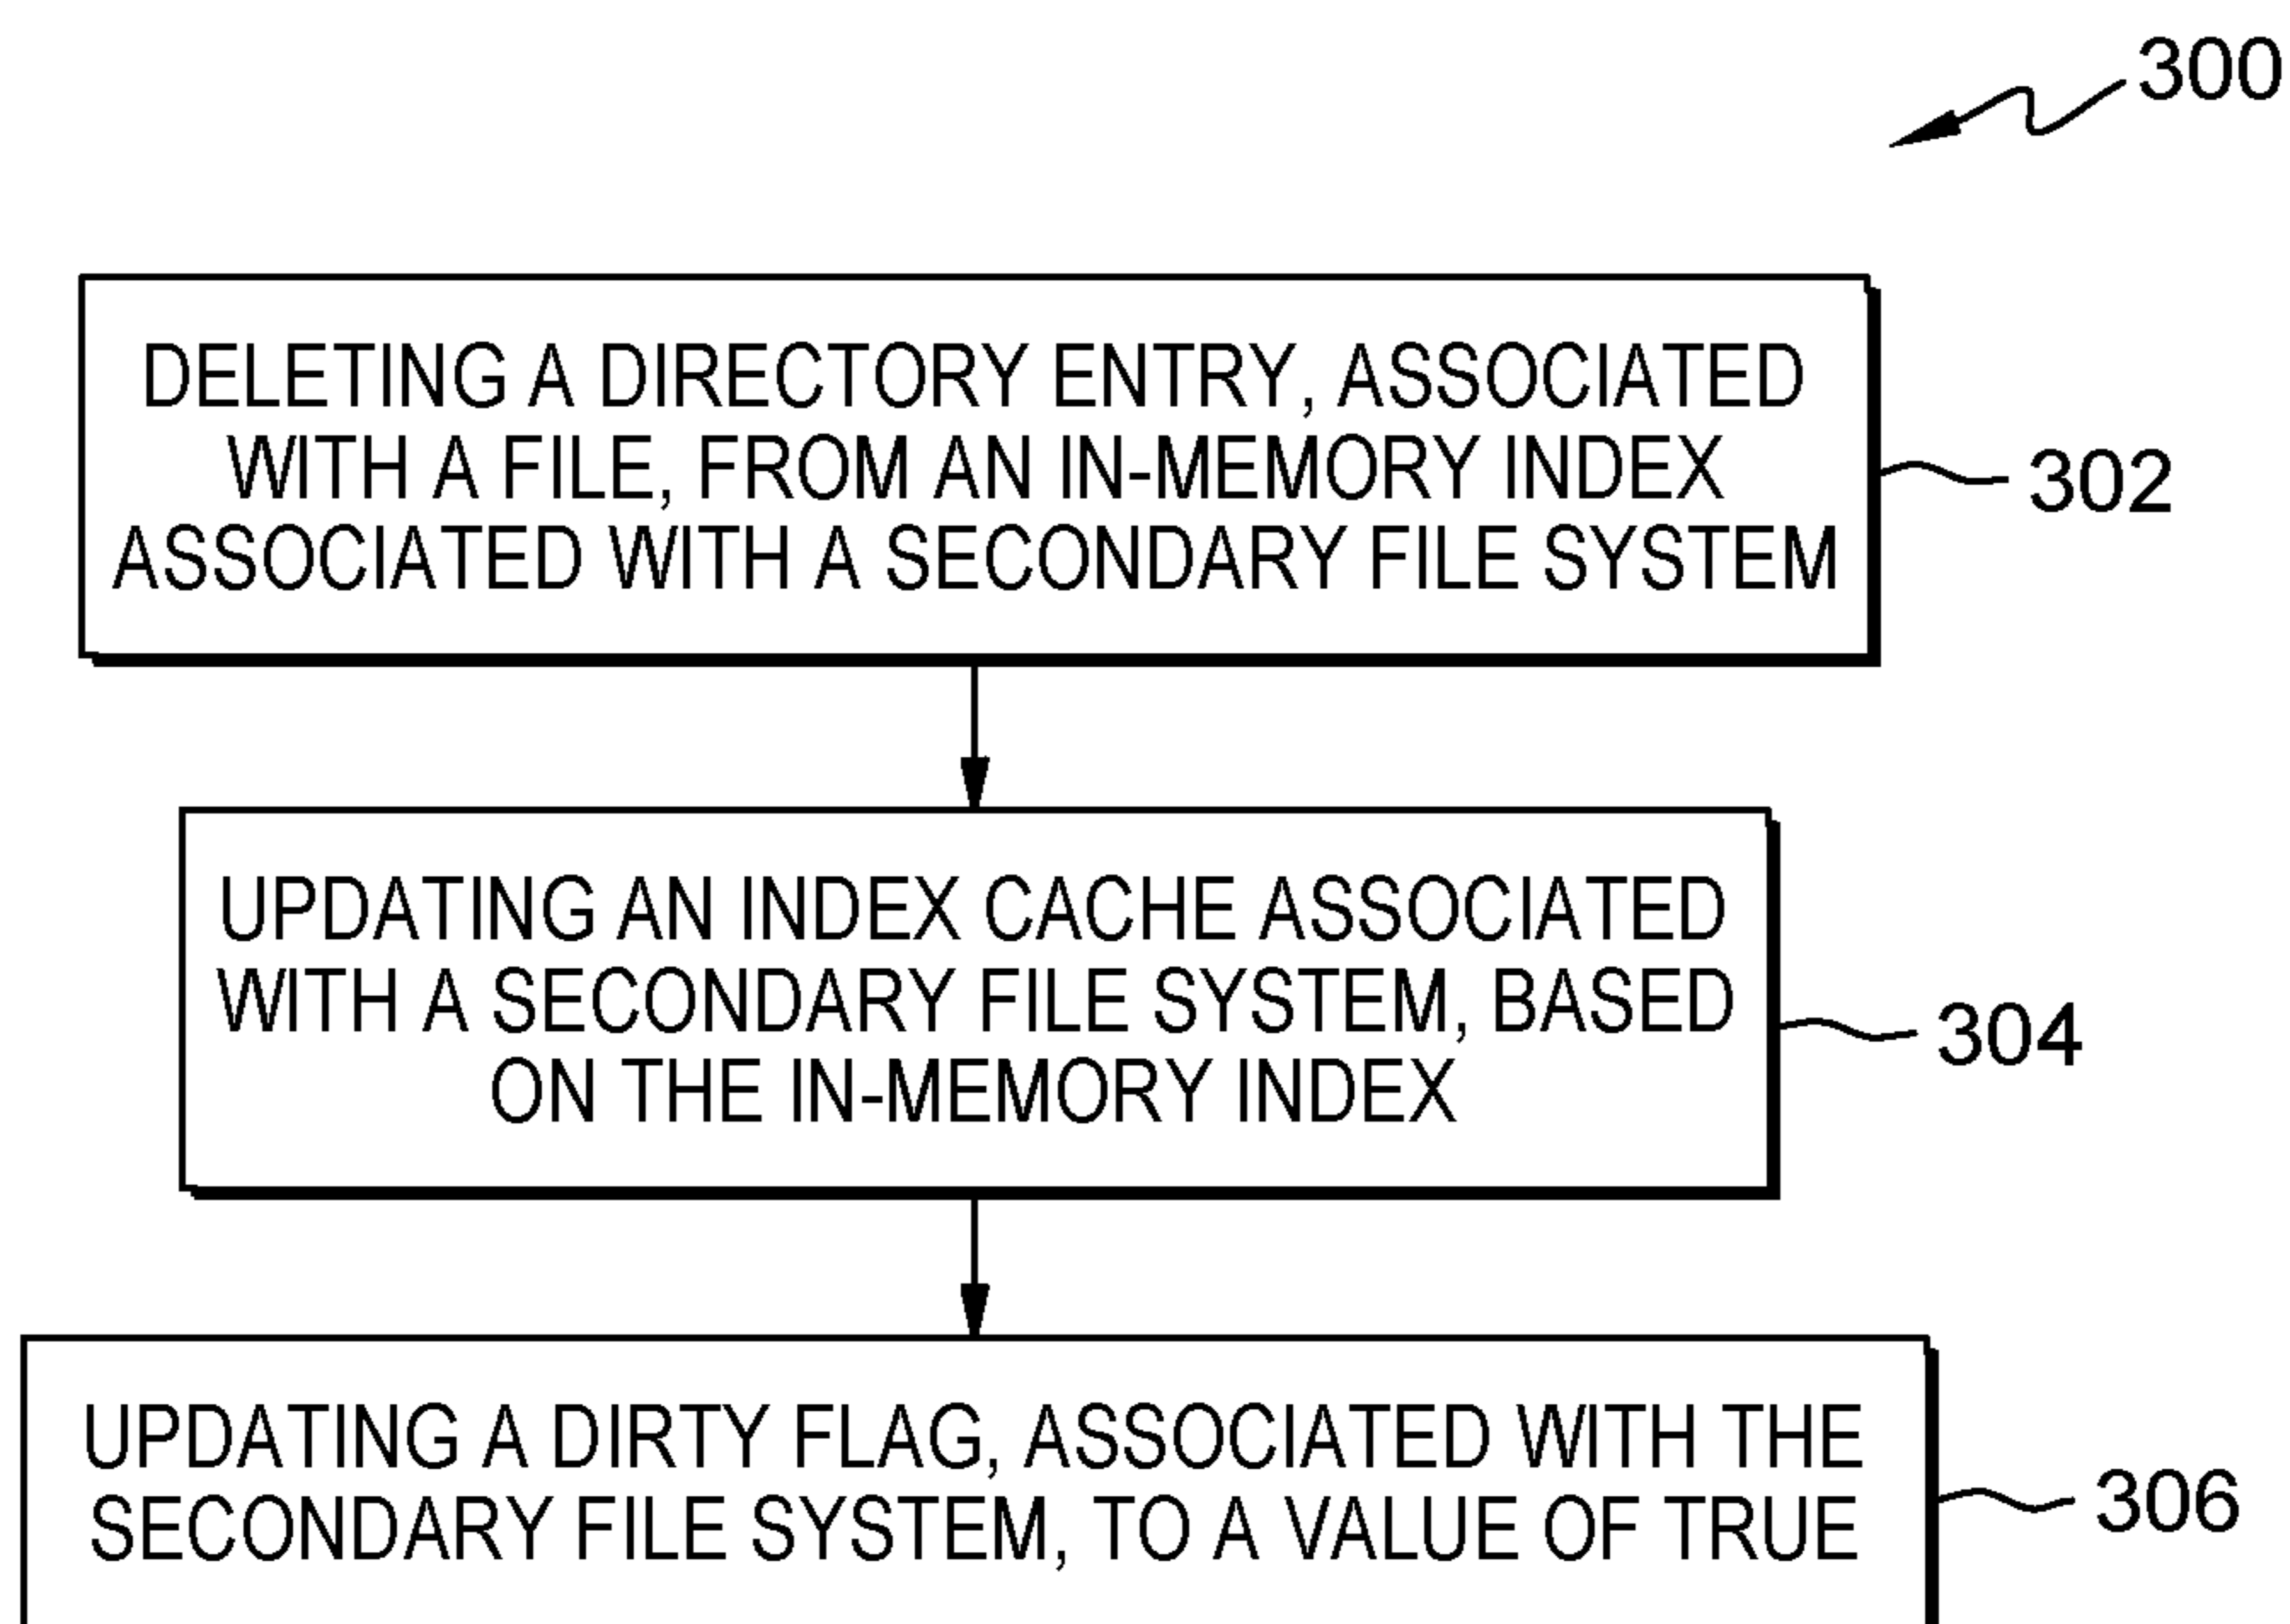 300
DELETING A DIRECTORY ENTRY, ASSOCIATED
WITH A FILE, FROM AN IN-MEMORY INDEX
ASSOCIATED WITH A SECONDARY FILE SYSTEM
302
UPDATING AN INDEX CACHE ASSOCIATED
WITH A SECONDARY FILE SYSTEM, BASED
ON THE IN-MEMORY INDEX
304
UPDATING A DIRTY FLAG, ASSOCIATED WITH THE
SECONDARY FILE SYSTEM, TO A VALUE OF TRUE
306